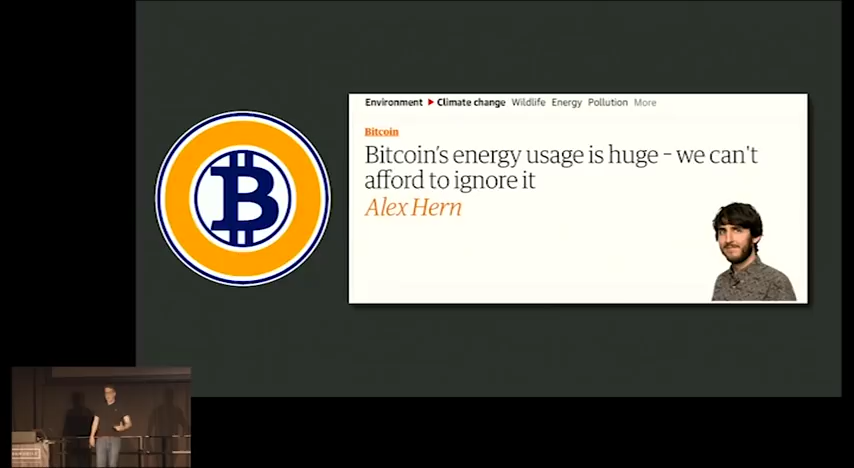 Environment ▶ Climate change Wildlife Energy Pollution More
Bitcoin
Bitcoin's energy usage is huge – we can't
afford to ignore it
Alex Hern
B